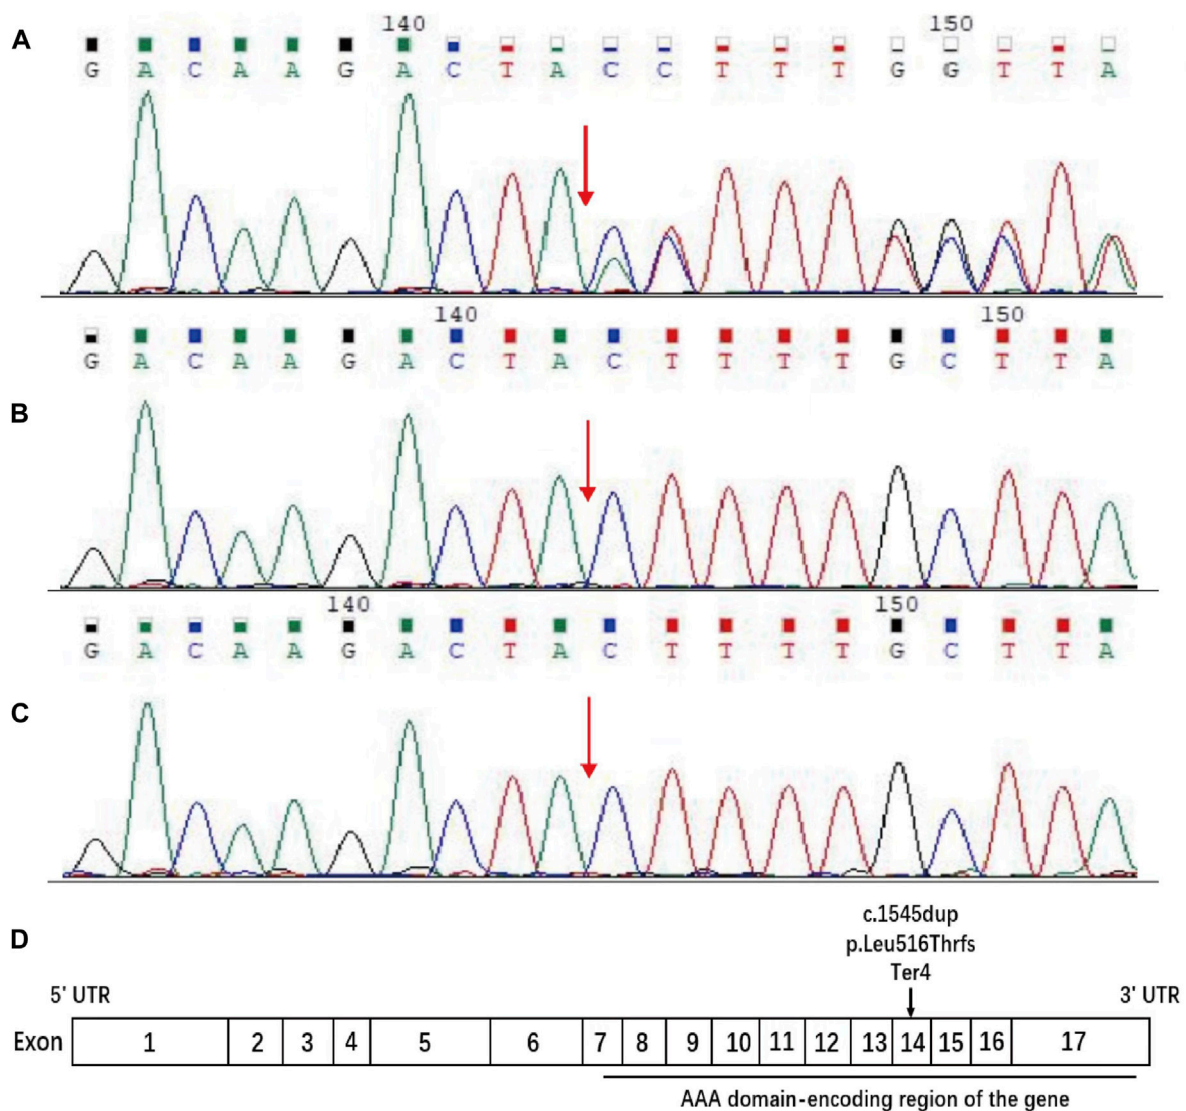 A
140
150
G A C A A G A C T A C C T T T G G T T A
140
150
G A C A A G A C T A C T T T T G C T T A
B
140
150
G A C A A G A C T A C T T T T G C T T A
C
c.1545dup
p.Leu516Thrfs
Ter4
D
5' UTR
3' UTR
Exon 1 2 3 4 5 6 7 8 9 10 11 12 13 14 15 16 17
AAA domain-encoding region of the gene